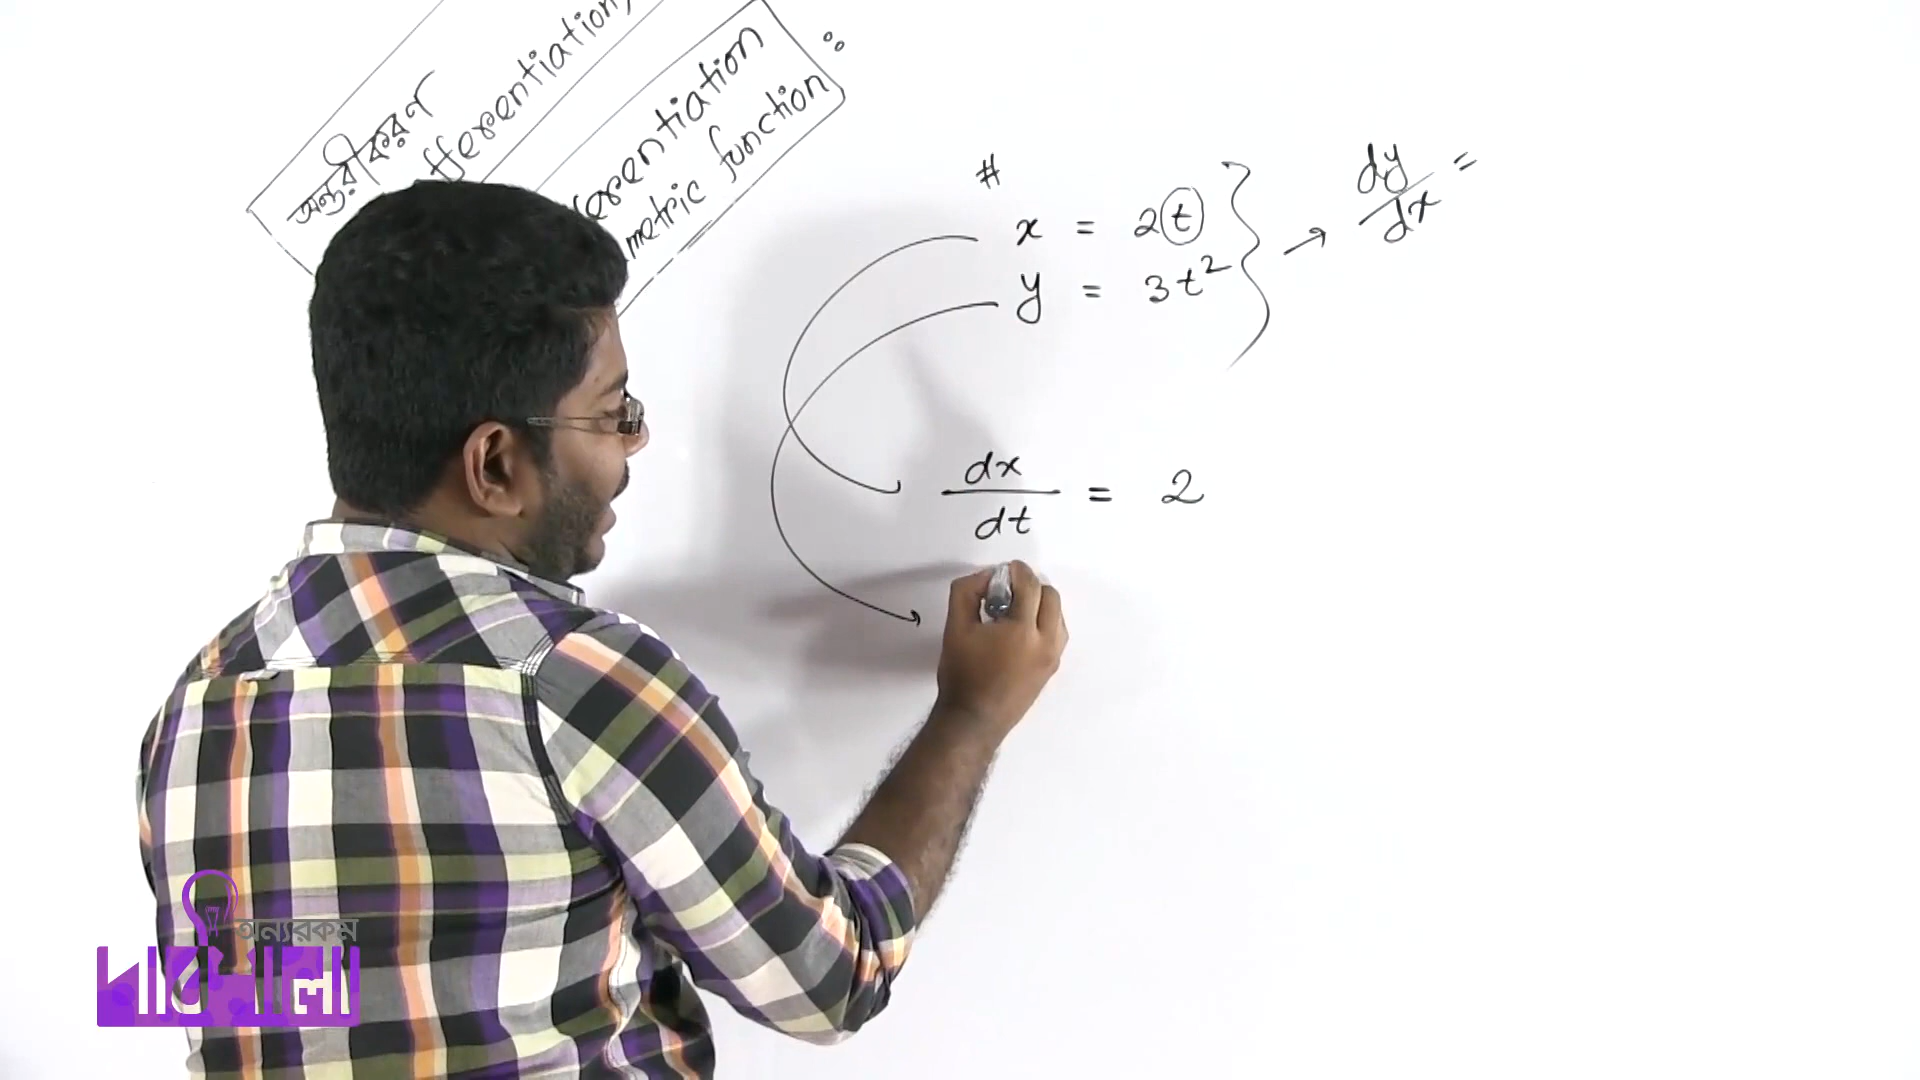 অন্তরীকরণ
fferentiation
erentiation
metric function :
#
x = 2t
y = 3t²
→ dy/dx =
dx/dt = 2
অন্যরকম
পাঠশালা